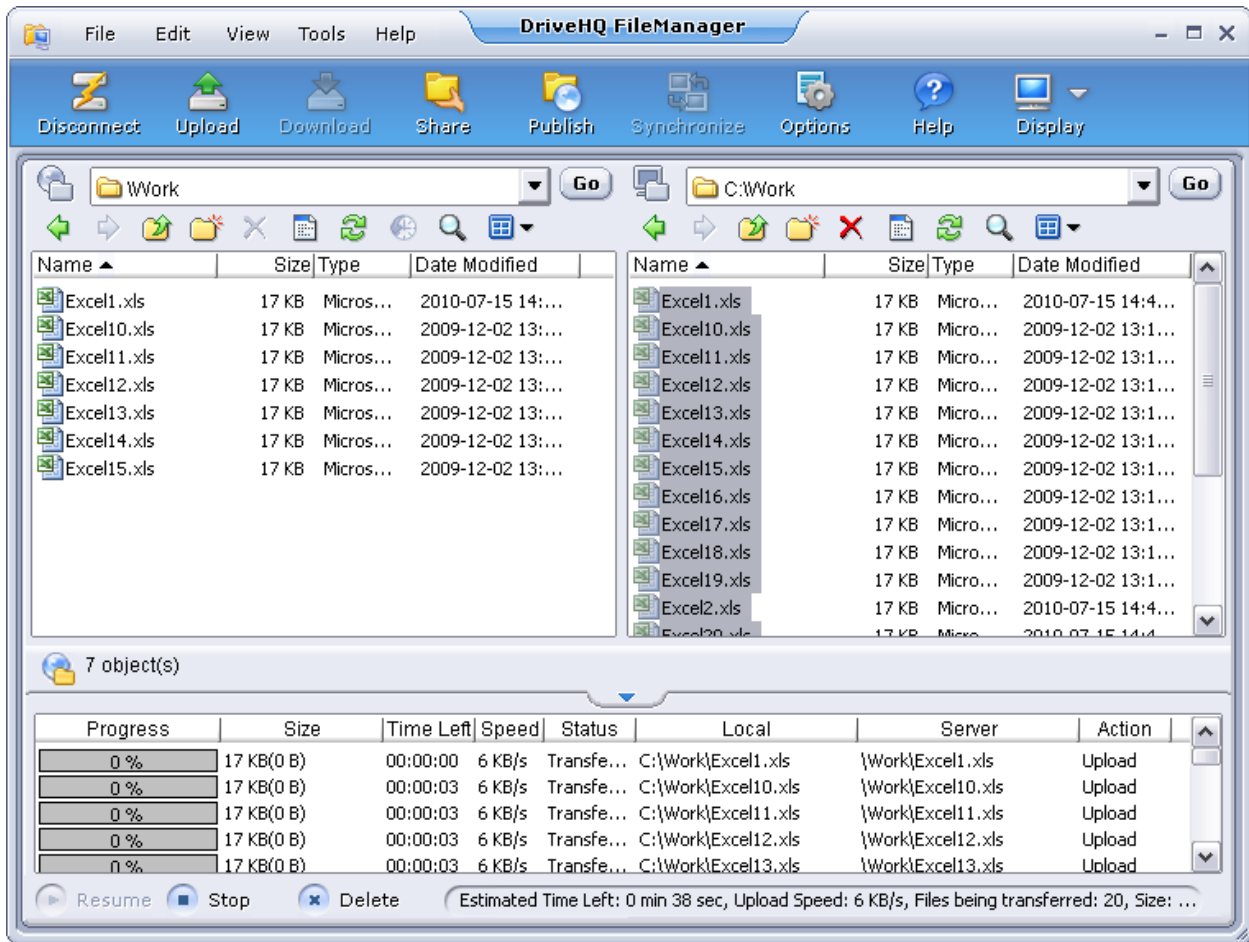 DriveHQ FileManager
File Edit View Tools Help
Disconnect Upload Download Share Publish Synchronize Options Help Display
\Work Go C:\Work Go
Name Size Type Date Modified Name Size Type Date Modified
Excel1.xls 17 KB Micros... 2010-07-15 14:... Excel1.xls 17 KB Micro... 2010-07-15 14:4...
Excel10.xls 17 KB Micros... 2009-12-02 13:... Excel10.xls 17 KB Micro... 2009-12-02 13:1...
Excel11.xls 17 KB Micros... 2009-12-02 13:... Excel11.xls 17 KB Micro... 2009-12-02 13:1...
Excel12.xls 17 KB Micros... 2009-12-02 13:... Excel12.xls 17 KB Micro... 2009-12-02 13:1...
Excel13.xls 17 KB Micros... 2009-12-02 13:... Excel13.xls 17 KB Micro... 2009-12-02 13:1...
Excel14.xls 17 KB Micros... 2009-12-02 13:... Excel14.xls 17 KB Micro... 2009-12-02 13:1...
Excel15.xls 17 KB Micros... 2009-12-02 13:... Excel15.xls 17 KB Micro... 2009-12-02 13:1...
Excel16.xls 17 KB Micro... 2009-12-02 13:1...
Excel17.xls 17 KB Micro... 2009-12-02 13:1...
Excel18.xls 17 KB Micro... 2009-12-02 13:1...
Excel19.xls 17 KB Micro... 2009-12-02 13:1...
Excel2.xls 17 KB Micro... 2010-07-15 14:4...
Excel20.xls 17 KB Micro... 2010-07-15 14:4...
7 object(s)
Progress Size Time Left Speed Status Local Server Action
0 % 17 KB(0 B) 00:00:00 6 KB/s Transfe... C:\Work\Excel1.xls \Work\Excel1.xls Upload
0 % 17 KB(0 B) 00:00:03 6 KB/s Transfe... C:\Work\Excel10.xls \Work\Excel10.xls Upload
0 % 17 KB(0 B) 00:00:03 6 KB/s Transfe... C:\Work\Excel11.xls \Work\Excel11.xls Upload
0 % 17 KB(0 B) 00:00:03 6 KB/s Transfe... C:\Work\Excel12.xls \Work\Excel12.xls Upload
0 % 17 KB(0 B) 00:00:03 6 KB/s Transfe... C:\Work\Excel13.xls \Work\Excel13.xls Upload
Resume Stop Delete Estimated Time Left: 0 min 38 sec, Upload Speed: 6 KB/s, Files being transferred: 20, Size: ...